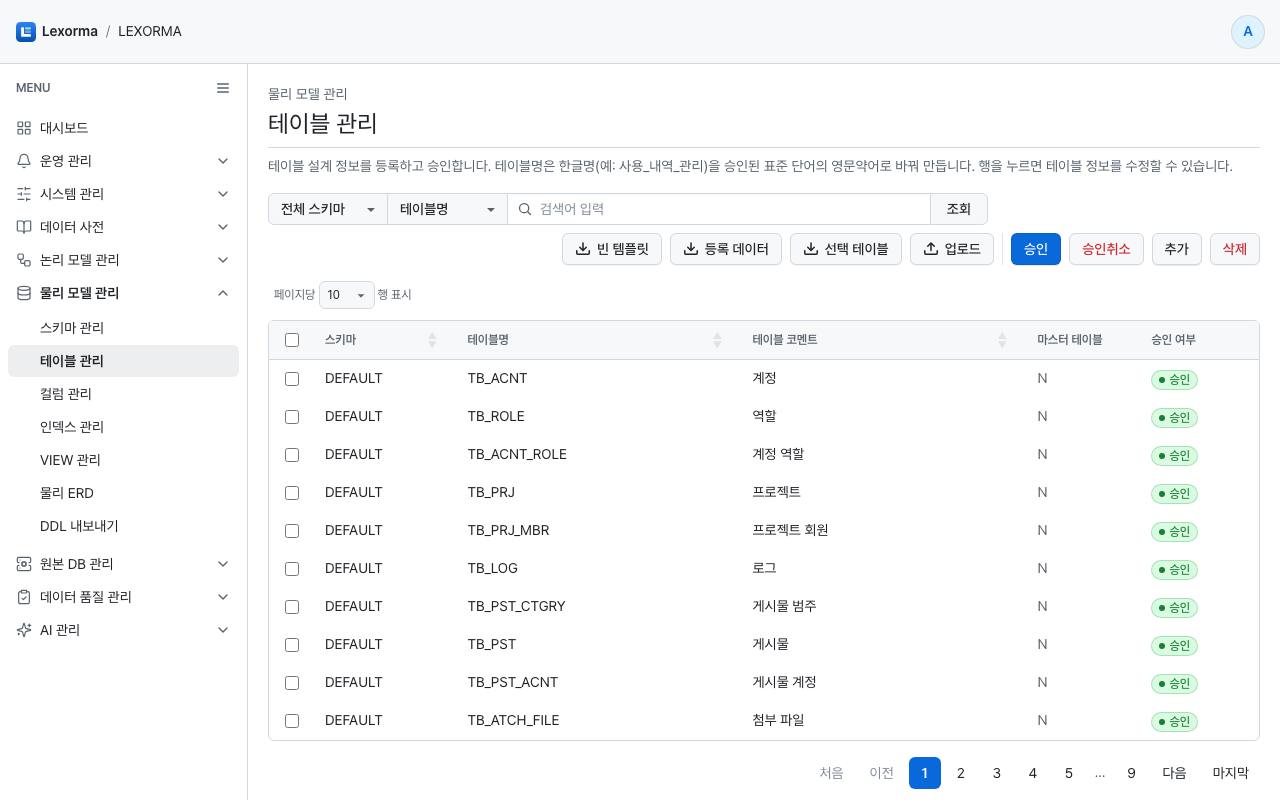 Lexorma / LEXORMA
A
MENU
대시보드
운영 관리
시스템 관리
데이터 사전
논리 모델 관리
물리 모델 관리
스키마 관리
테이블 관리
컬럼 관리
인덱스 관리
VIEW 관리
물리 ERD
DDL 내보내기
원본 DB 관리
데이터 품질 관리
AI 관리
물리 모델 관리
테이블 관리
테이블 설계 정보를 등록하고 승인합니다. 테이블명은 한글명(예: 사용_내역_관리)을 승인된 표준 단어의 영문약어로 바꿔 만듭니다. 행을 누르면 테이블 정보를 수정할 수 있습니다.
전체 스키마 테이블명 검색어 입력 조회
빈 템플릿 등록 데이터 선택 테이블 업로드 승인 승인취소 추가 삭제
페이지당 10 행 표시
스키마 테이블명 테이블 코멘트 마스터 테이블 승인 여부
DEFAULT TB_ACNT 계정 N 승인
DEFAULT TB_ROLE 역할 N 승인
DEFAULT TB_ACNT_ROLE 계정 역할 N 승인
DEFAULT TB_PRJ 프로젝트 N 승인
DEFAULT TB_PRJ_MBR 프로젝트 회원 N 승인
DEFAULT TB_LOG 로그 N 승인
DEFAULT TB_PST_CTGRY 게시물 범주 N 승인
DEFAULT TB_PST 게시물 N 승인
DEFAULT TB_PST_ACNT 게시물 계정 N 승인
DEFAULT TB_ATCH_FILE 첨부 파일 N 승인
처음 이전 1 2 3 4 5 ... 9 다음 마지막